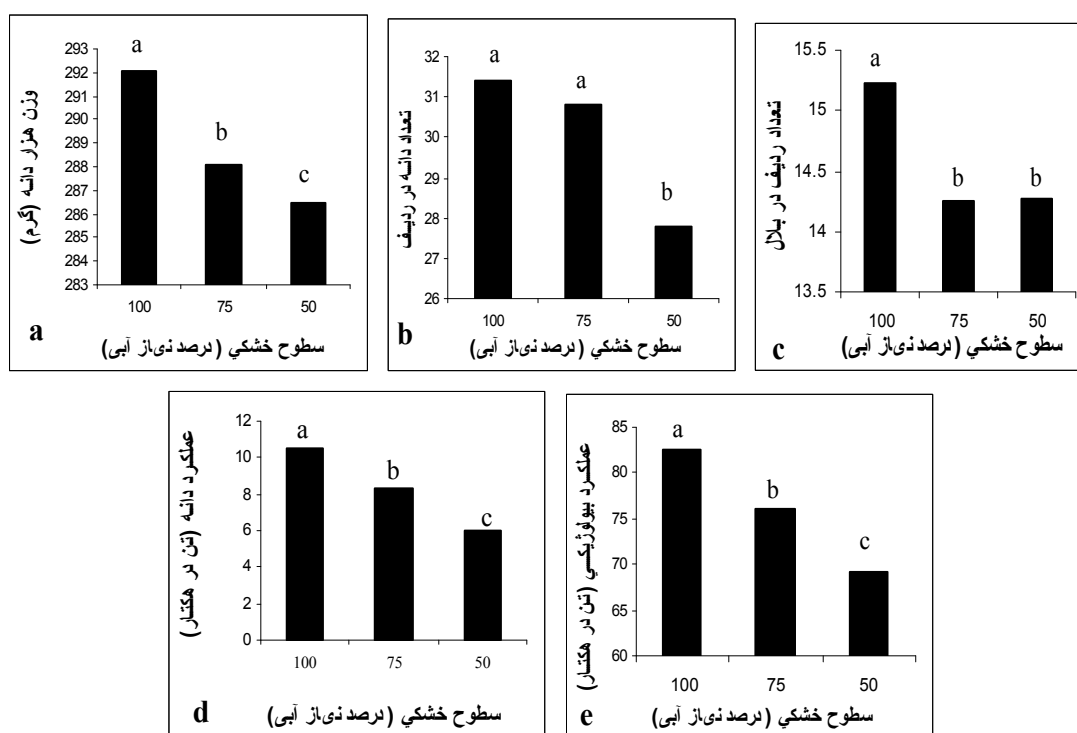 وزن هزار دانه (گرم)
293
292
291
290
289
288
287
286
285
284
283
a
b
c
100
75
50
سطوح خشكي (درصد نیاز آبی)
a
تعداد دانه در رديف
32
31
30
29
28
27
26
a
a
b
100
75
50
سطوح خشكي (درصد نیاز آبی)
b
تعداد رديف در بلال
15.5
15
14.5
14
13.5
a
b
b
100
75
50
سطوح خشكي (درصد نیاز آبی)
c
عملكرد دانه (تن در هكتار)
12
10
8
6
4
2
0
a
b
c
100
75
50
سطوح خشكي (درصد نیاز آبی)
d
عملكرد بيولوژيكي (تن در هكتار)
85
80
75
70
65
60
a
b
c
100
75
50
سطوح خشكي (درصد نیاز آبی)
e